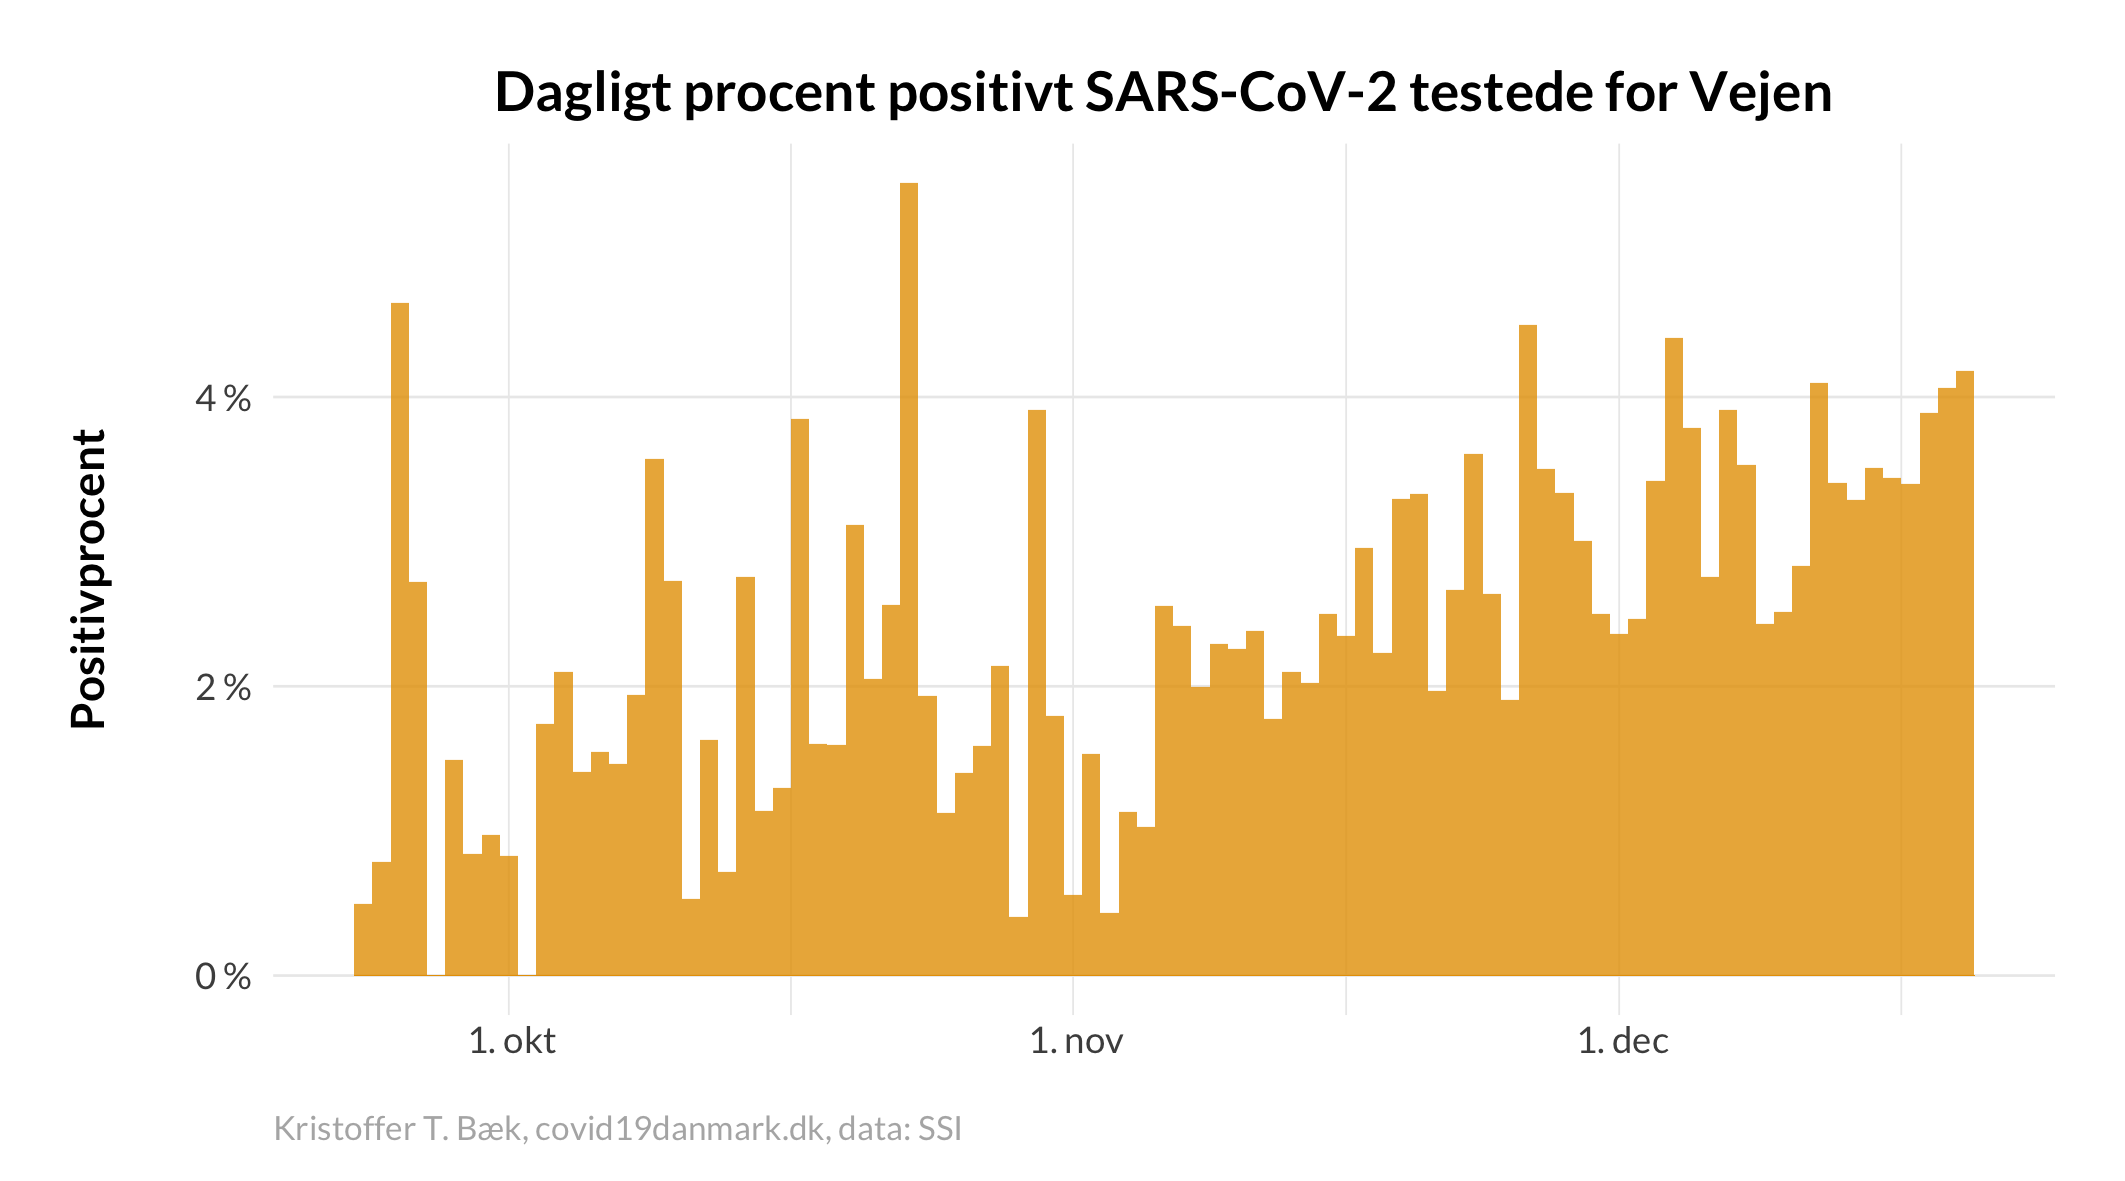 Dagligt procent positivt SARS-CoV-2 testede for Vejen
Positivprocent
4 %
2 %
0 %
1. okt
1. nov
1. dec
Kristoffer T. Bæk, covid19danmark.dk, data: SSI